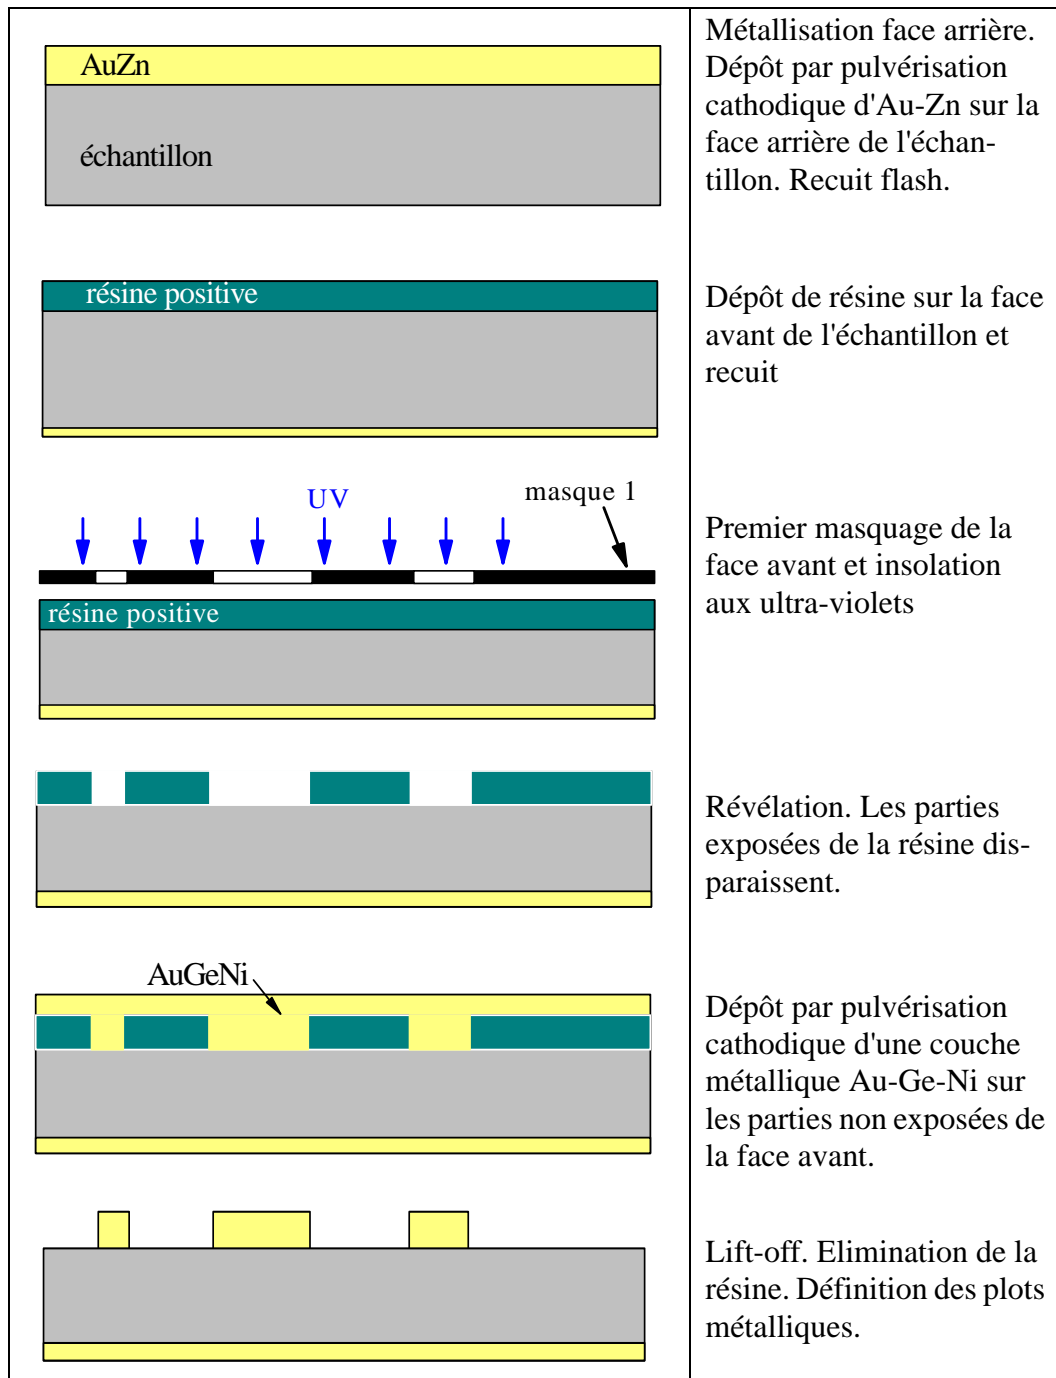 AuZn
échantillon
Métallisation face arrière.
Dépôt par pulvérisation
cathodique d'Au-Zn sur la
face arrière de l'échan-
tillon. Recuit flash.
résine positive
Dépôt de résine sur la face
avant de l'échantillon et
recuit
UV
masque 1
résine positive
Premier masquage de la
face avant et insolation
aux ultra-violets
Révélation. Les parties
exposées de la résine dis-
paraissent.
AuGeNi
Dépôt par pulvérisation
cathodique d'une couche
métallique Au-Ge-Ni sur
les parties non exposées de
la face avant.
Lift-off. Elimination de la
résine. Définition des plots
métalliques.